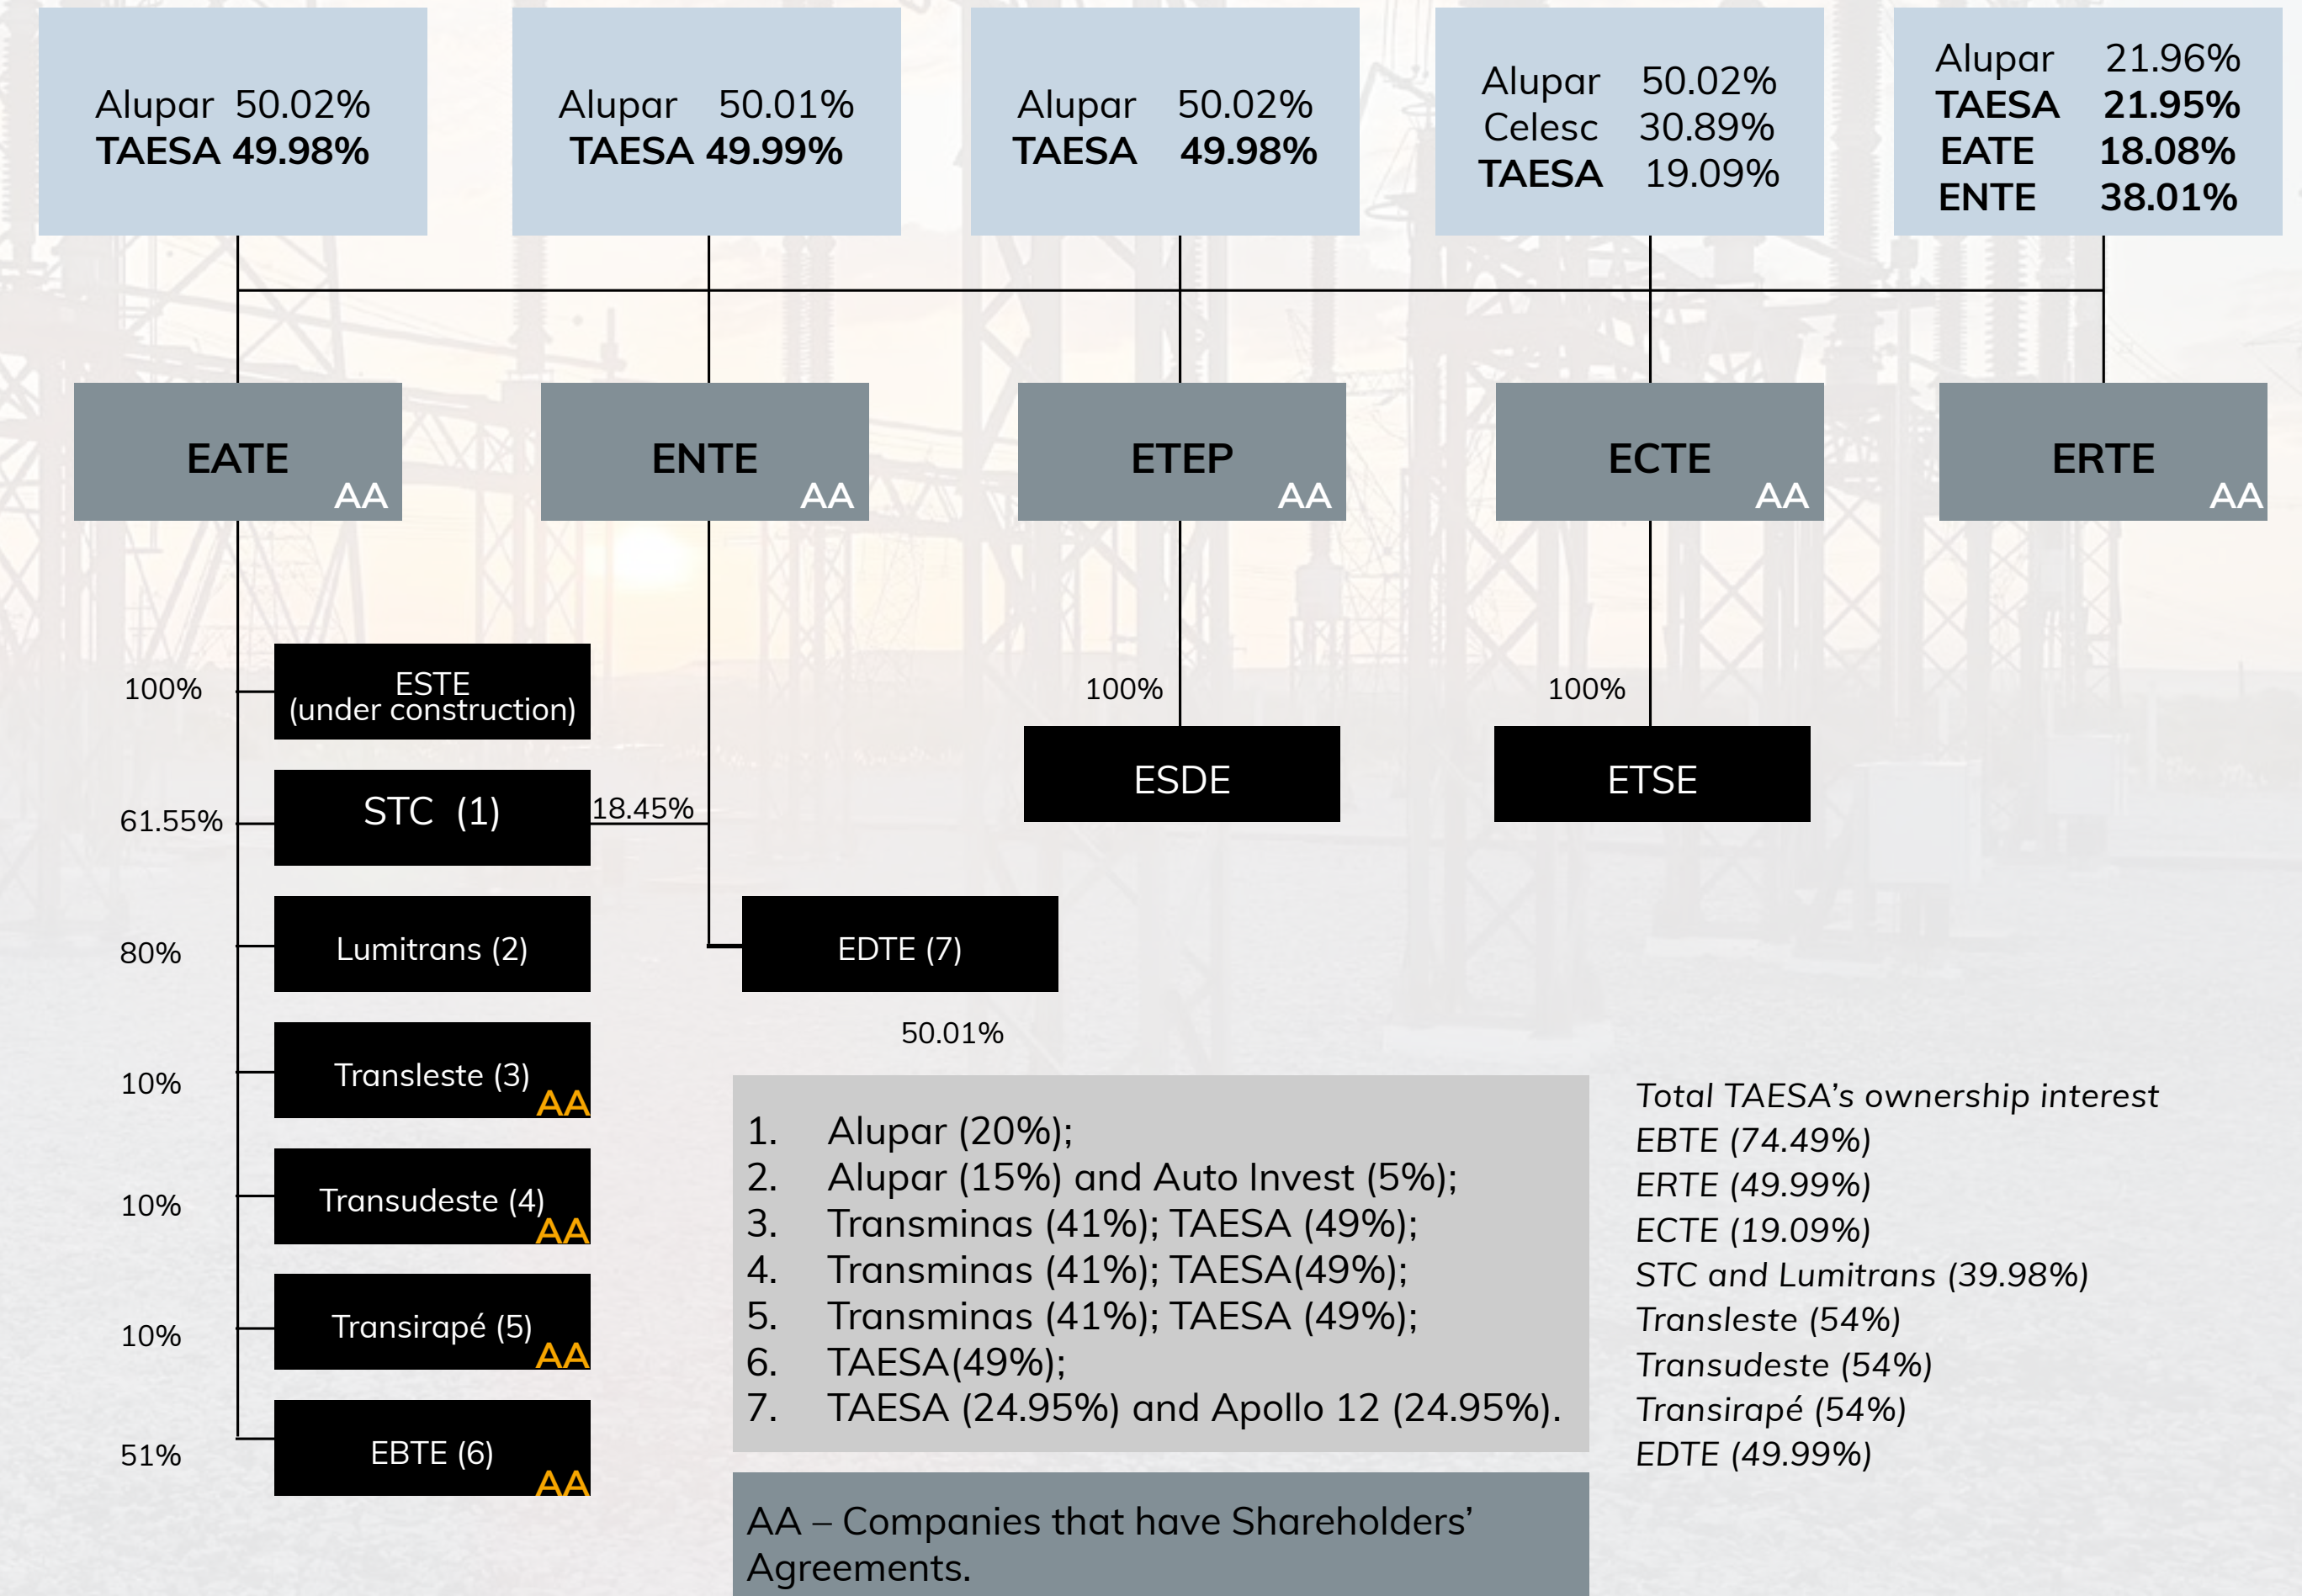 Alupar 50.02%
TAESA 49.98%
Alupar 50.01%
TAESA 49.99%
Alupar 50.02%
TAESA 49.98%
Alupar 50.02%
Celesc 30.89%
TAESA 19.09%
Alupar 21.96%
TAESA 21.95%
EATE 18.08%
ENTE 38.01%
EATE
AA
ENTE
AA
ETEP
AA
ECTE
AA
ERTE
AA
100%
ESTE
(under construction)
61.55%
STC (1)
18.45%
80%
Lumitrans (2)
10%
Transleste (3)
AA
10%
Transudeste (4)
AA
10%
Transirapé (5)
AA
51%
EBTE (6)
AA
EDTE (7)
50.01%
100%
ESDE
100%
ETSE
1. Alupar (20%);
2. Alupar (15%) and Auto Invest (5%);
3. Transminas (41%); TAESA (49%);
4. Transminas (41%); TAESA(49%);
5. Transminas (41%); TAESA (49%);
6. TAESA(49%);
7. TAESA (24.95%) and Apollo 12 (24.95%).
AA – Companies that have Shareholders’
Agreements.
Total TAESA’s ownership interest
EBTE (74.49%)
ERTE (49.99%)
ECTE (19.09%)
STC and Lumitrans (39.98%)
Transleste (54%)
Transudeste (54%)
Transirapé (54%)
EDTE (49.99%)